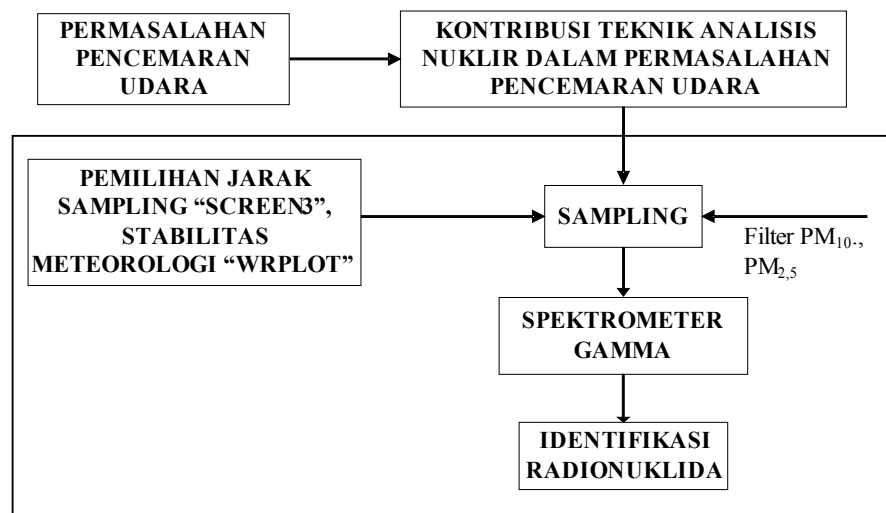 PERMASALAHAN
PENCEMARAN
UDARA
KONTRIBUSI TEKNIK ANALISIS
NUKLIR DALAM PERMASALAHAN
PENCEMARAN UDARA
PEMILIHAN JARAK
SAMPLING “SCREEN3”,
STABILITAS
METEOROLOGI “WRPLOT”
SAMPLING
Filter PM10.,
PM2,5
SPEKTROMETER
GAMMA
IDENTIFIKASI
RADIONUKLIDA